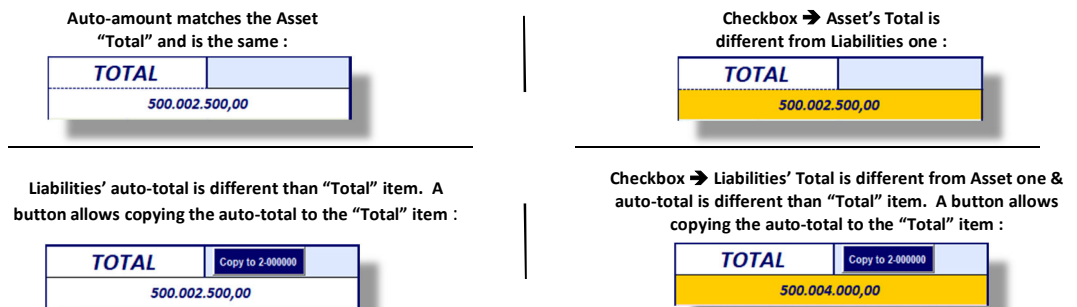 Auto-amount matches the Asset
“Total” and is the same :
TOTAL
500.002.500,00
Checkbox ➔ Asset’s Total is
different from Liabilities one :
TOTAL
500.002.500,00
Liabilities’ auto-total is different than “Total” item. A
button allows copying the auto-total to the “Total” item :
TOTAL
Copy to 2-000000
500.002.500,00
Checkbox ➔ Liabilities’ Total is different from Asset one &
auto-total is different than “Total” item. A button allows
copying the auto-total to the “Total” item :
TOTAL
Copy to 2-000000
500.004.000,00